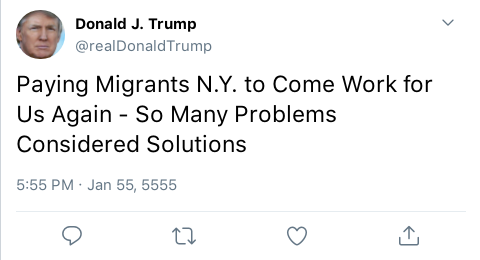 Donald J. Trump
@realDonaldTrump
Paying Migrants N.Y. to Come Work for
Us Again - So Many Problems
Considered Solutions
5:55 PM · Jan 55, 5555